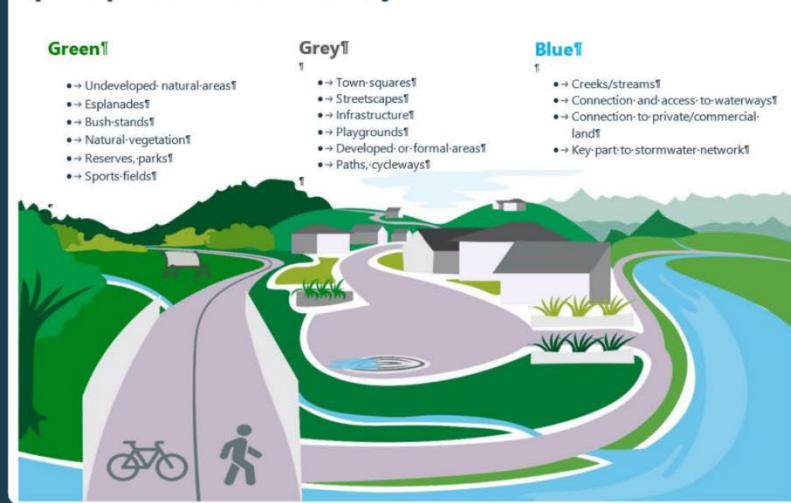 Green¶
•→Undeveloped·natural·areas¶
•→Esplanades¶
•→Bush·stands¶
•→Natural·vegetation¶
•→Reserves,·parks¶
•→Sports·fields¶
¶
Grey¶
¶
•→Town·squares¶
•→Streetscapes¶
•→Infrastructure¶
•→Playgrounds¶
•→Developed·or·formal·areas¶
•→Paths,·cycleways¶
¶
Blue¶
¶
•→Creeks/streams¶
•→Connection·and·access·to·waterways¶
•→Connection·to·private/commercial·
land¶
•→Key·part·to·stormwater·network¶